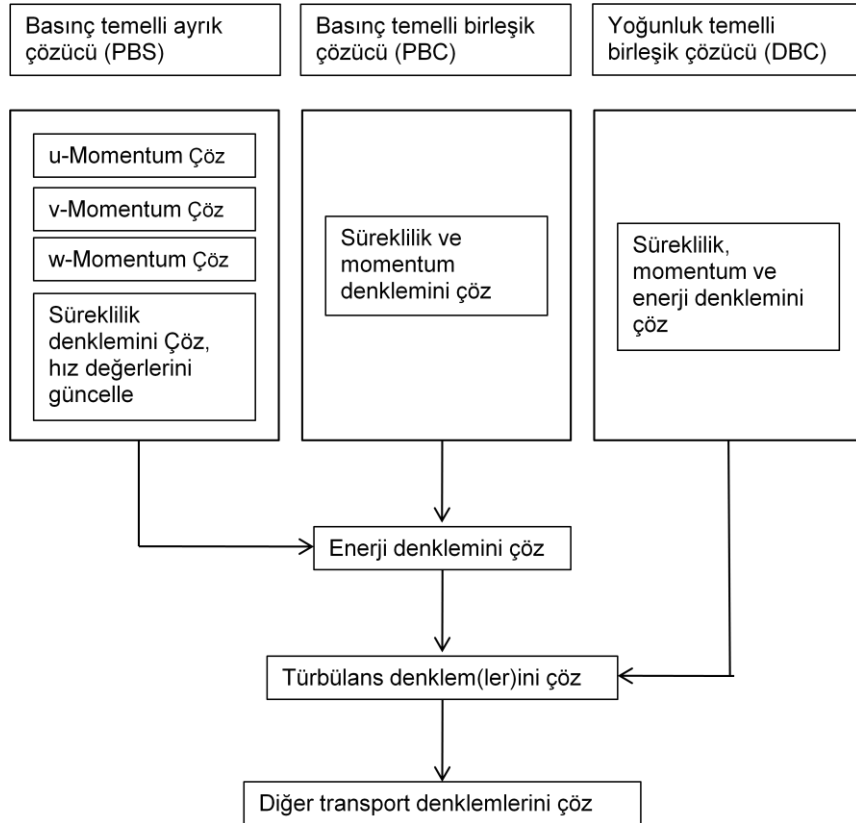 Basınç temelli ayrık
çözücü (PBS)
Basınç temelli birleşik
çözücü (PBC)
Yoğunluk temelli
birleşik çözücü (DBC)
u-Momentum Çöz
v-Momentum Çöz
w-Momentum Çöz
Süreklilik
denklemini Çöz,
hız değerlerini
güncelle
Süreklilik ve
momentum
denklemini çöz
Süreklilik,
momentum ve
enerji denklemini
çöz
Enerji denklemini çöz
Türbülans denklem(ler)ini çöz
Diğer transport denklemlerini çöz